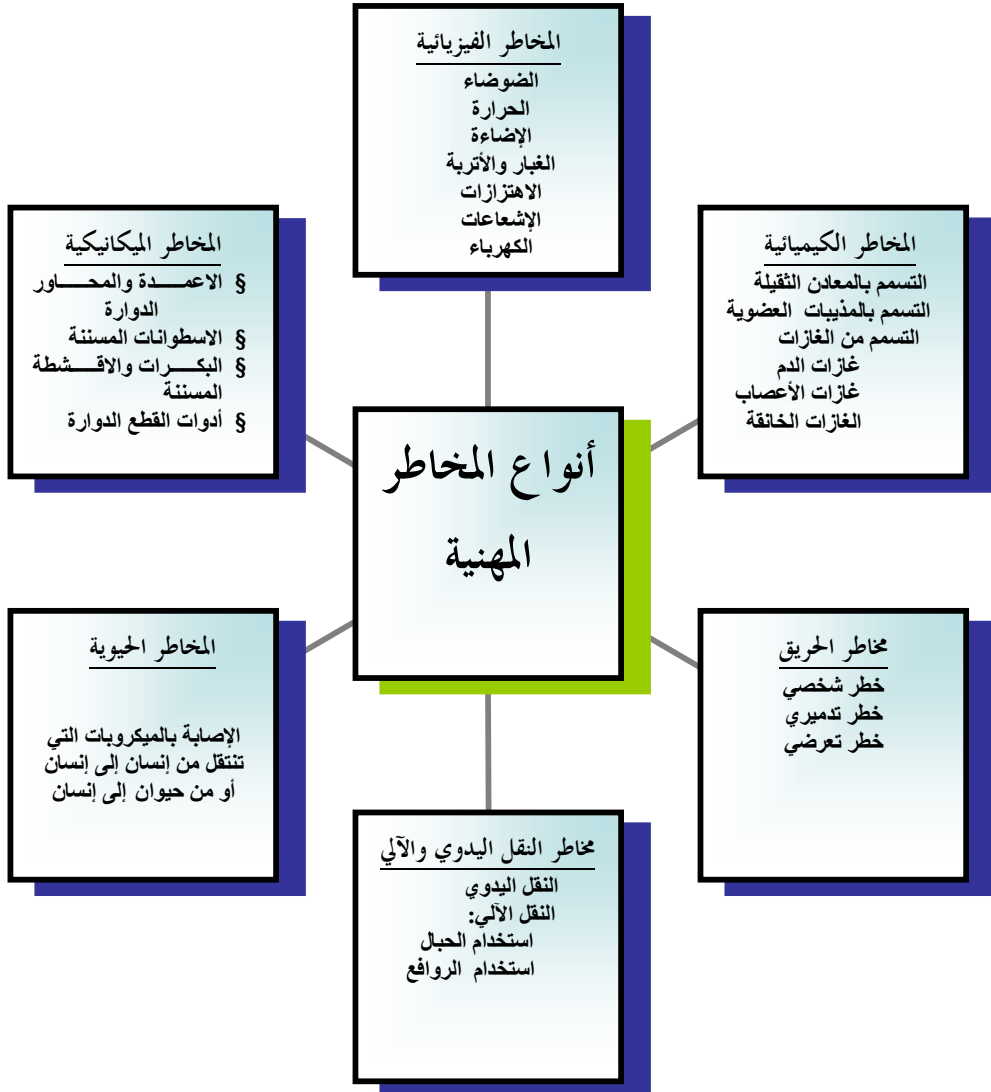 المخاطر الفيزيائية
الضوضاء
الحرارة
الإضاءة
الغبار والأتربة
الاهتزازات
الإشعاعات
الكهرباء
المخاطر الكيميائية
التسمم بالمعادن الثقيلة
التسمم بالمذيبات العضوية
التسمم من الغازات
غازات الدم
غازات الأعصاب
الغازات الخانقة
المخاطر الميكانيكية
§ الاعمـــدة والمحـــاور
الدوارة
§ الاسطوانات المسننة
§ البكـــرات والاقـــشطة
المسننة
§ أدوات القطع الدوارة
أنواع المخاطر
المهنية
مخاطر الحريق
خطر شخصي
خطر تدميري
خطر تعرضي
المخاطر الحيوية
الإصابة بالميكروبات التي
تنتقل من إنسان إلى إنسان
أو من حيوان إلى إنسان
مخاطر النقل اليدوي والآلي
النقل اليدوي
النقل الآلي:
استخدام الحبال
استخدام الروافع